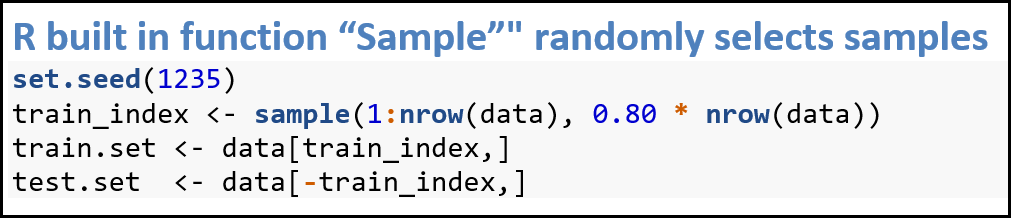 R built in function “Sample”" randomly selects samples
set.seed(1235)
train_index <- sample(1:nrow(data), 0.80 * nrow(data))
train.set <- data[train_index,]
test.set  <- data[-train_index,]